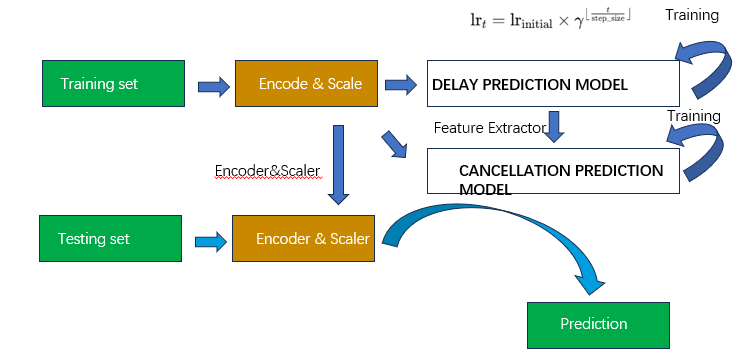 lr_t = lr_initial × γ^⌊t/step_size⌋
Training
Training set
Encode & Scale
DELAY PREDICTION MODEL
Training
Feature Extractor
CANCELLATION PREDICTION
MODEL
Encoder&Scaler
Testing set
Encoder & Scaler
Prediction